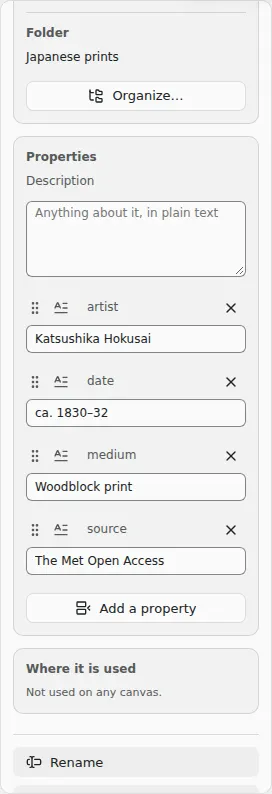 Folder
Japanese prints
Organize...
Properties
Description
Anything about it, in plain text
artist
Katsushika Hokusai
date
ca. 1830–32
medium
Woodblock print
source
The Met Open Access
Add a property
Where it is used
Not used on any canvas.
Rename